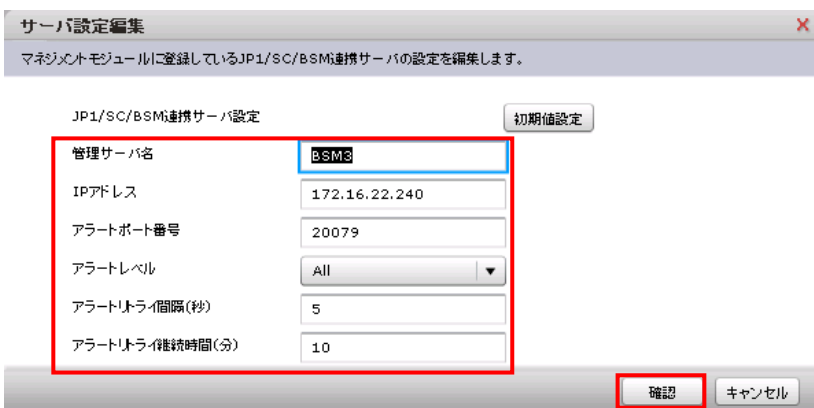 サーバ設定編集
マネジメントモジュールに登録しているJP1/SC/BSM連携サーバの設定を編集します。
JP1/SC/BSM連携サーバ設定
初期値設定
管理サーバ名
BSM3
IPアドレス
172.16.22.240
アラートポート番号
20079
アラートレベル
All
アラートリトライ間隔(秒)
5
アラートリトライ継続時間(分)
10
確認
キャンセル